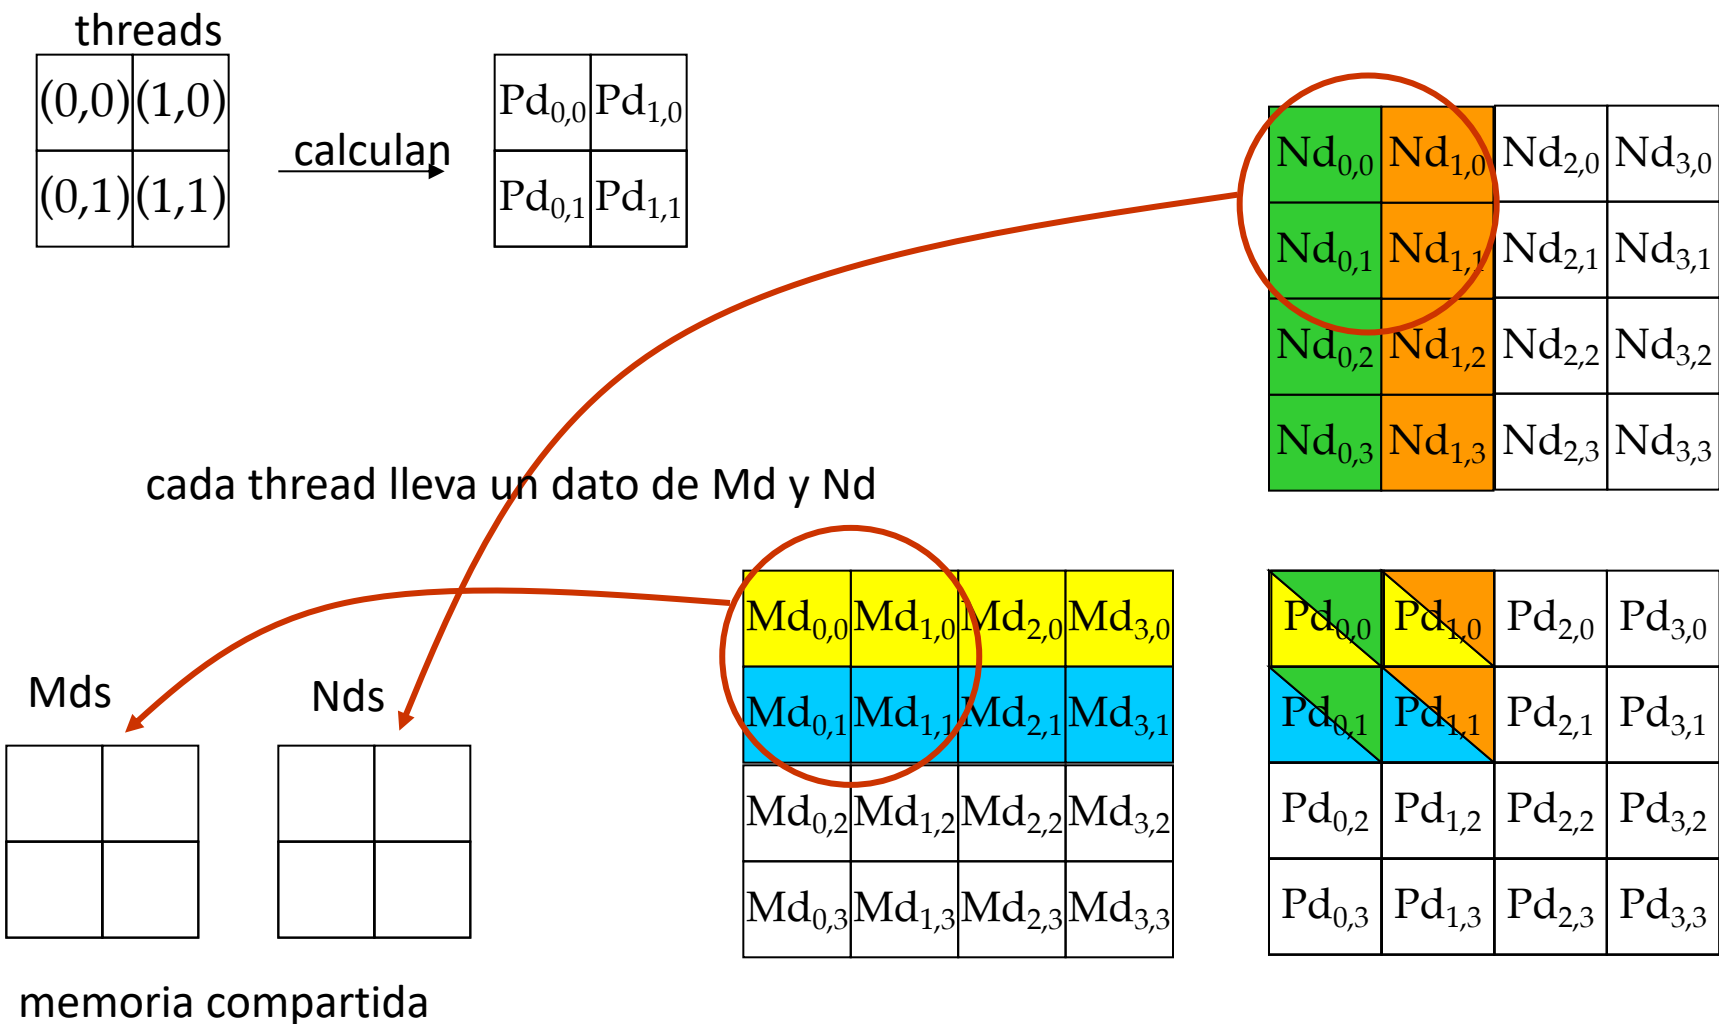 threads
(0,0) (1,0)
(0,1) (1,1)
calculan
Pd0,0 Pd1,0
Pd0,1 Pd1,1
Nd0,0 Nd1,0 Nd2,0 Nd3,0
Nd0,1 Nd1,1 Nd2,1 Nd3,1
Nd0,2 Nd1,2 Nd2,2 Nd3,2
Nd0,3 Nd1,3 Nd2,3 Nd3,3
cada thread lleva un dato de Md y Nd
Mds
Nds
Md0,0 Md1,0 Md2,0 Md3,0
Md0,1 Md1,1 Md2,1 Md3,1
Md0,2 Md1,2 Md2,2 Md3,2
Md0,3 Md1,3 Md2,3 Md3,3
Pd0,0 Pd1,0 Pd2,0 Pd3,0
Pd0,1 Pd1,1 Pd2,1 Pd3,1
Pd0,2 Pd1,2 Pd2,2 Pd3,2
Pd0,3 Pd1,3 Pd2,3 Pd3,3
memoria compartida